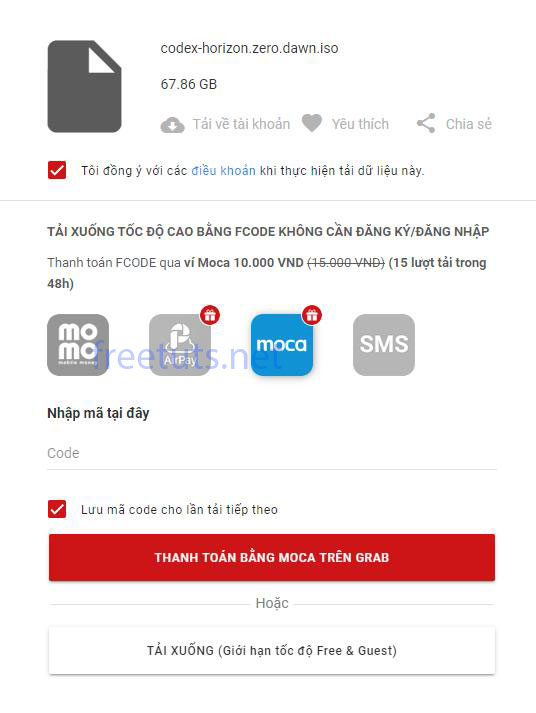 codex-horizon.zero.dawn.iso
67.86 GB
Tải về tài khoản Yêu thích Chia sẻ
Tôi đồng ý với các điều khoản khi thực hiện tải dữ liệu này.
TẢI XUỐNG TỐC ĐỘ CAO BẰNG FCODE KHÔNG CẦN ĐĂNG KÝ/ĐĂNG NHẬP
Thanh toán FCODE qua ví Moca 10.000 VND (15.000 VND) (15 lượt tải trong
48h)
mo
mo
mobile money
AirPay
moca
SMS
freetuts.net
Nhập mã tại đây
Code
Lưu mã code cho lần tải tiếp theo
THANH TOÁN BẰNG MOCA TRÊN GRAB
Hoặc
TẢI XUỐNG (Giới hạn tốc độ Free & Guest)